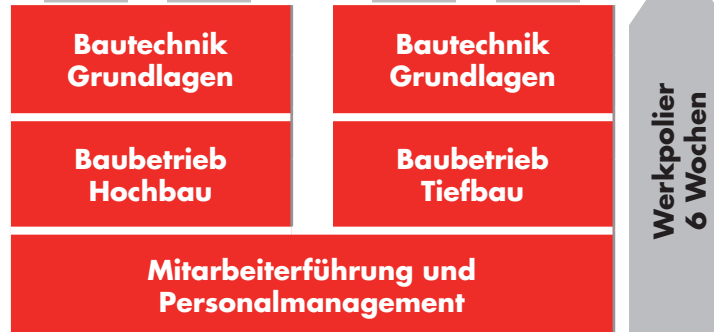 Bautechnik
Grundlagen
Bautechnik
Grundlagen
Baubetrieb
Hochbau
Baubetrieb
Tiefbau
Mitarbeiterführung und
Personalmanagement
Werkpolier
6 Wochen